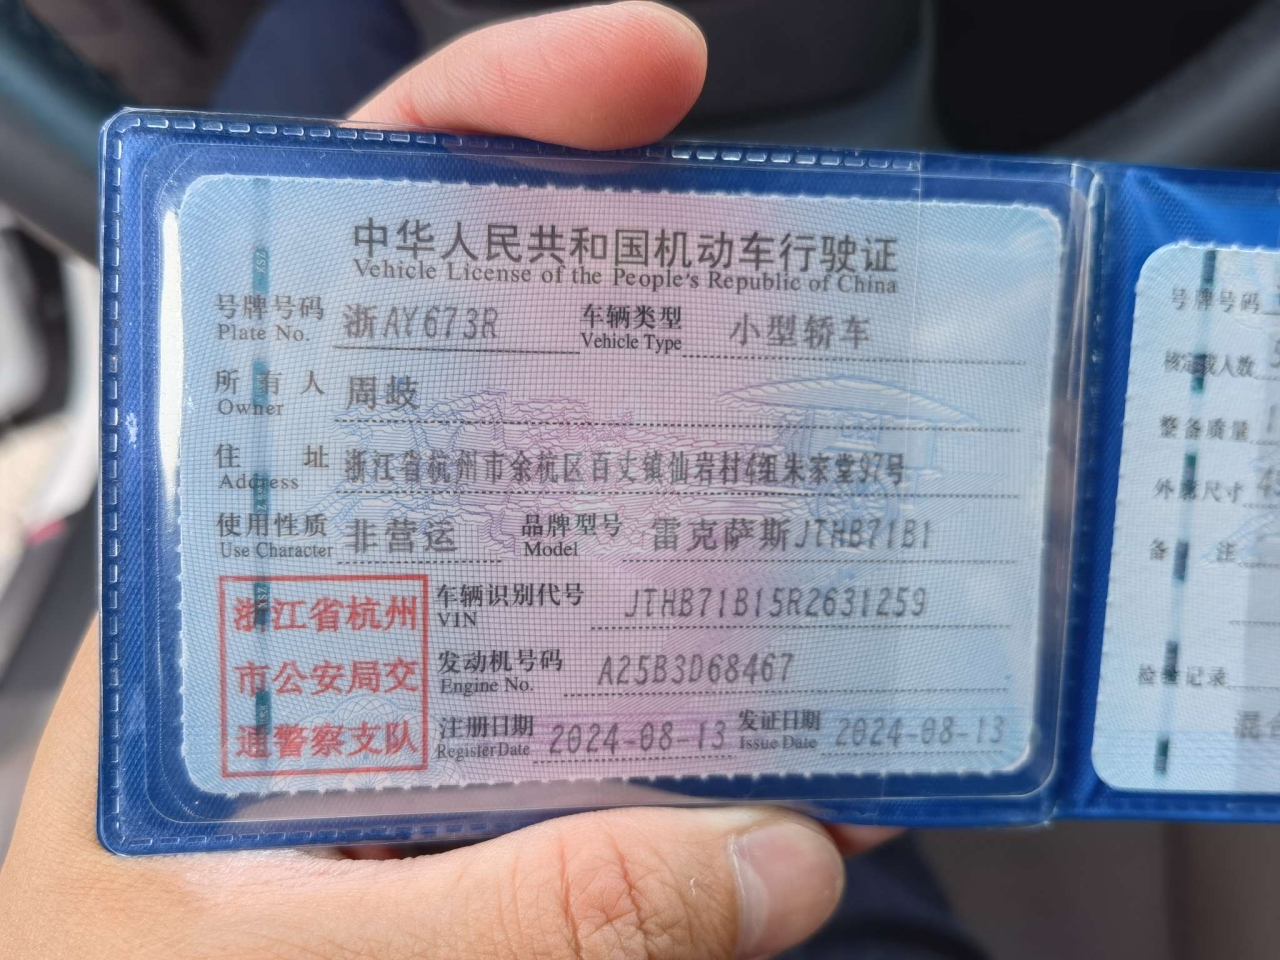 中华人民共和国机动车行驶证
Vehicle License of the People's Republic of China
号牌号码 浙AY673R 车辆类型 小型轿车
Plate No. Vehicle Type
所有人 周岐
Owner
住址 浙江省杭州市余杭区百丈镇仙岩村4组朱家堂97号
Address
使用性质 非营运 品牌型号 雷克萨斯JTHB71B1
Use Character Model
车辆识别代号 JTHB71B15R2631259
VIN
发动机号码 A25B3D68467
Engine No.
注册日期 2024-08-13 发证日期 2024-08-13
Register Date Issue Date
浙江省杭州
市公安局交
通警察支队
号牌号码
核定载人数
整备质量
外廓尺寸
备注
检验记录